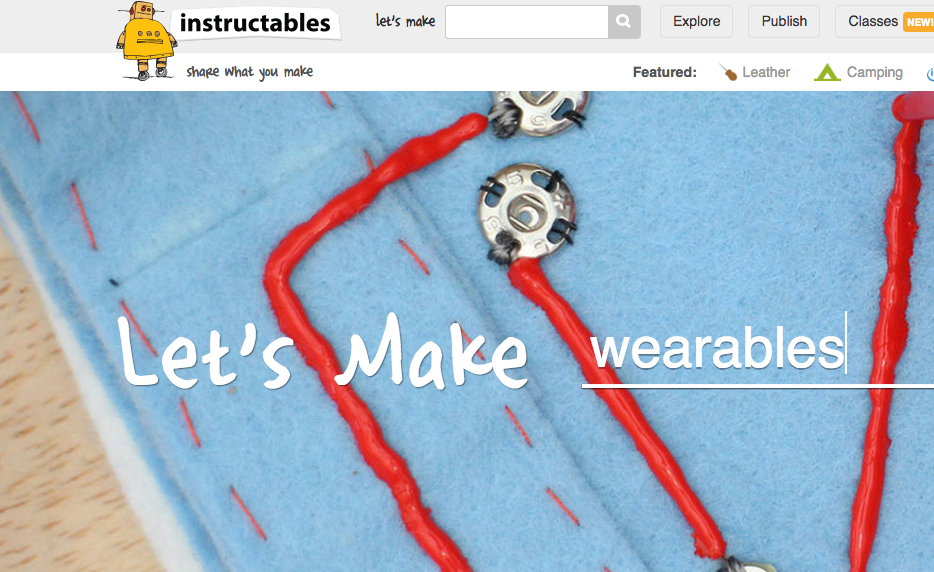 instructables
let's make
Explore
Publish
Classes NEW!
share what you make
Featured: Leather Camping
Let's Make wearables